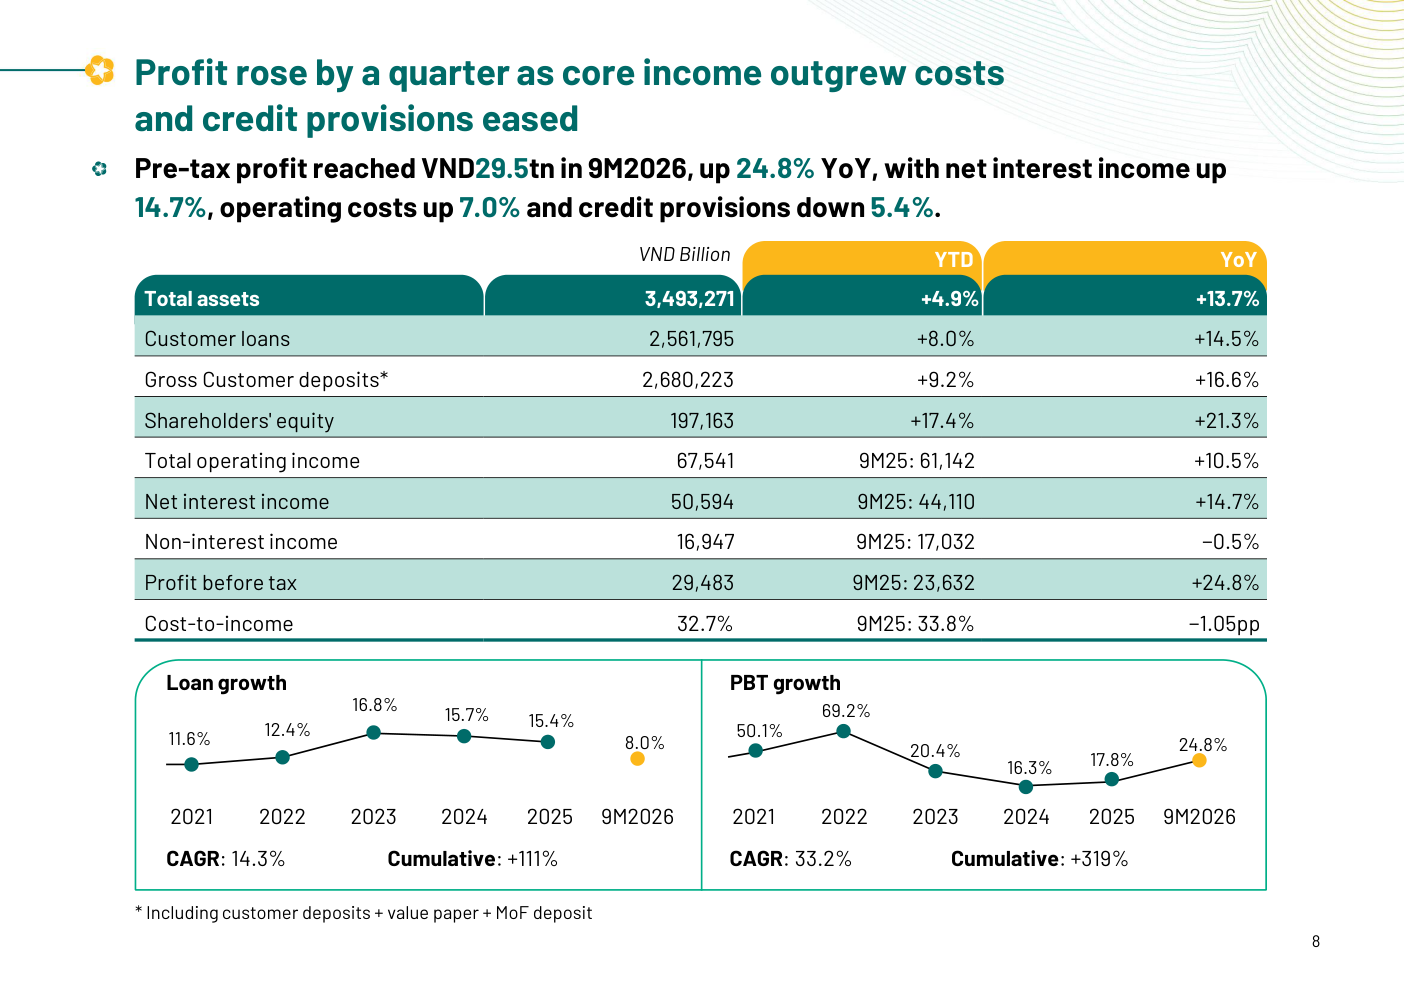 Profit rose by a quarter as core income outgrew costs
and credit provisions eased
Pre-tax profit reached VND29.5tn in 9M2026, up 24.8% YoY, with net interest income up
14.7%, operating costs up 7.0% and credit provisions down 5.4%.
VND Billion YTD YoY
Total assets 3,493,271 +4.9% +13.7%
Customer loans 2,561,795 +8.0% +14.5%
Gross Customer deposits* 2,680,223 +9.2% +16.6%
Shareholders' equity 197,163 +17.4% +21.3%
Total operating income 67,541 9M25: 61,142 +10.5%
Net interest income 50,594 9M25: 44,110 +14.7%
Non-interest income 16,947 9M25: 17,032 −0.5%
Profit before tax 29,483 9M25: 23,632 +24.8%
Cost-to-income 32.7% 9M25: 33.8% −1.05pp
Loan growth
11.6% 12.4% 16.8% 15.7% 15.4% 8.0%
2021 2022 2023 2024 2025 9M2026
CAGR: 14.3% Cumulative: +111%
PBT growth
50.1% 69.2% 20.4% 16.3% 17.8% 24.8%
2021 2022 2023 2024 2025 9M2026
CAGR: 33.2% Cumulative: +319%
* Including customer deposits + value paper + MoF deposit
8